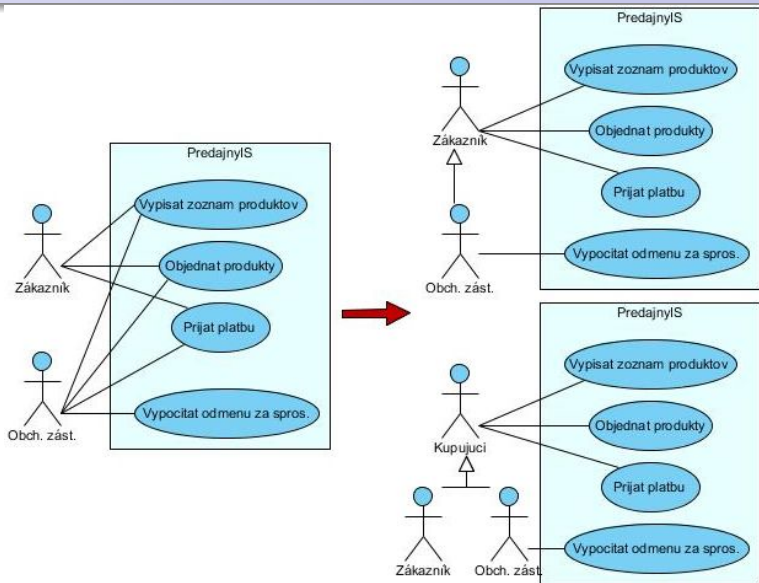 PredajnyIS
Vypisat zoznam produktov
Objednat produkty
Prijat platbu
Vypocitat odmenu za spros.
Zákazník
Obch. zást.
PredajnyIS
Vypisat zoznam produktov
Objednat produkty
Prijat platbu
Vypocitat odmenu za spros.
Zákazník
Obch. zást.
PredajnyIS
Vypisat zoznam produktov
Objednat produkty
Prijat platbu
Vypocitat odmenu za spros.
Kupujuci
Zákazník
Obch. zást.